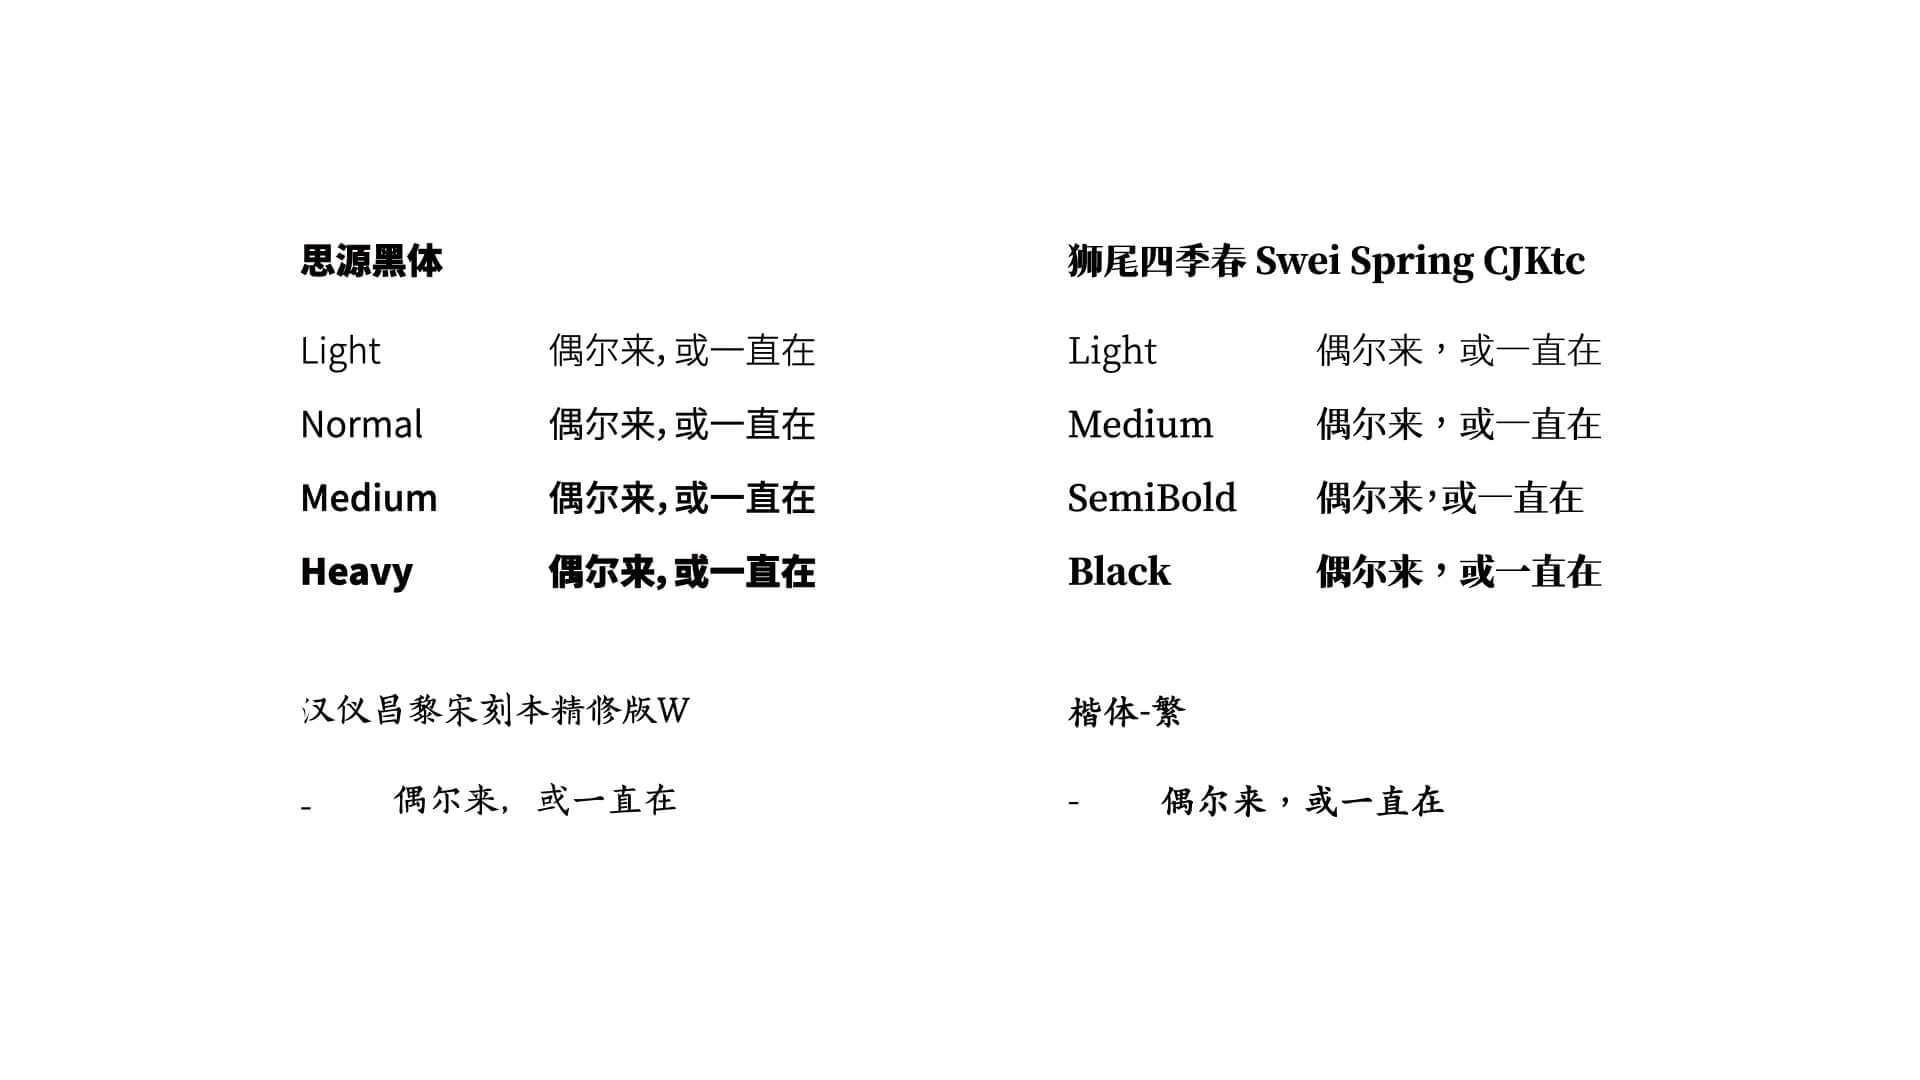 思源黑体
Light 偶尔来，或一直在
Normal 偶尔来，或一直在
Medium 偶尔来，或一直在
Heavy 偶尔来，或一直在
狮尾四季春 Swei Spring CJKtc
Light 偶尔来，或一直在
Medium 偶尔来，或一直在
SemiBold 偶尔来，或一直在
Black 偶尔来，或一直在
汉仪昌黎宋刻本精修版W
- 偶尔来，或一直在
楷体-繁
- 偶尔来，或一直在